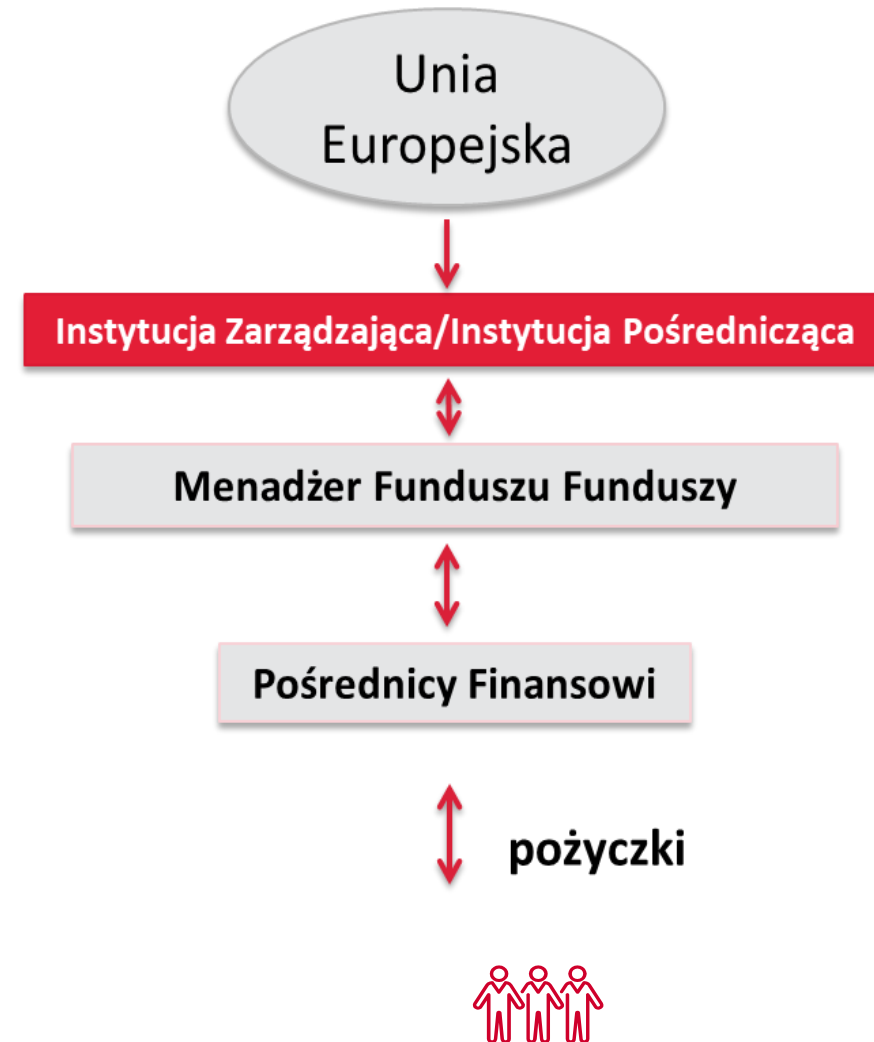 Unia
Europejska
Instytucja Zarządzająca/Instytucja Pośrednicząca
Menadżer Funduszu Funduszy
Pośrednicy Finansowi
pożyczki